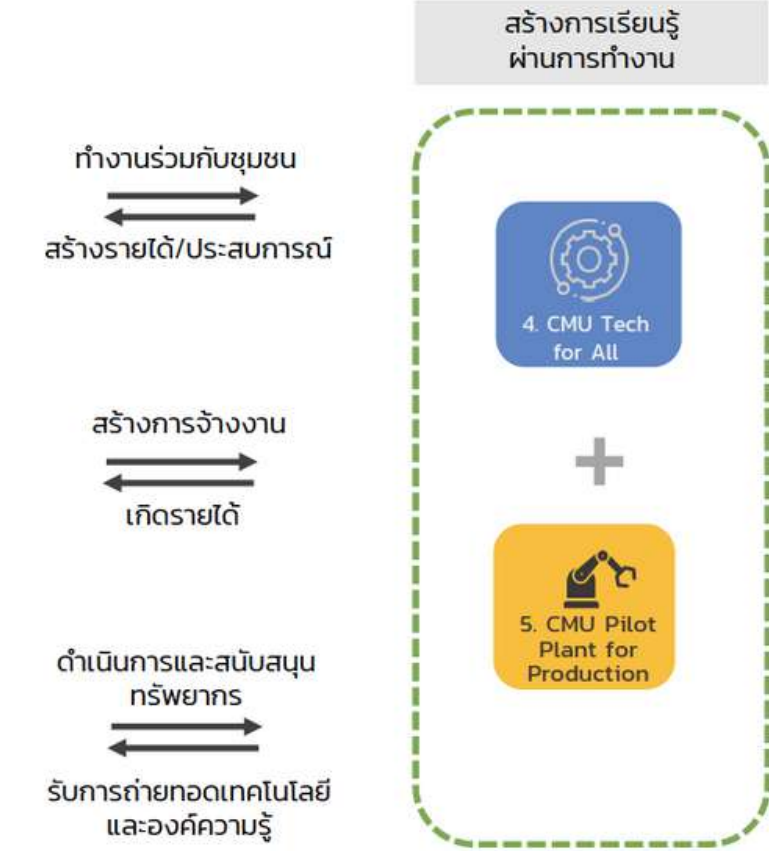 สร้างการเรียนรู้
ผ่านการทำงาน
ทำงานร่วมกับชุมชน
สร้างรายได้/ประสบการณ์
4. CMU Tech
for All
สร้างการจ้างงาน
เกิดรายได้
5. CMU Pilot
Plant for
Production
ดำเนินการและสนับสนุน
ทรัพยากร
รับการถ่ายทอดเทคโนโลยี
และองค์ความรู้